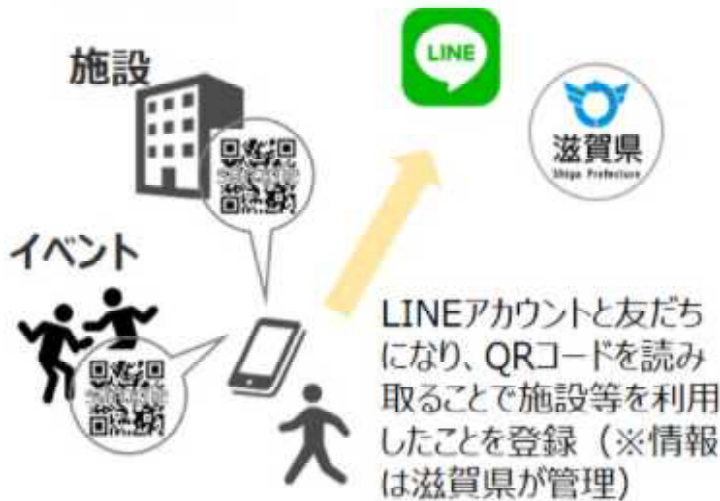 施設
LINE
滋賀県
Shiga Prefecture
イベント
LINEアカウントと友だち
になり、QRコードを読み
取ることで施設等を利用
したことを登録（※情報
は滋賀県が管理）